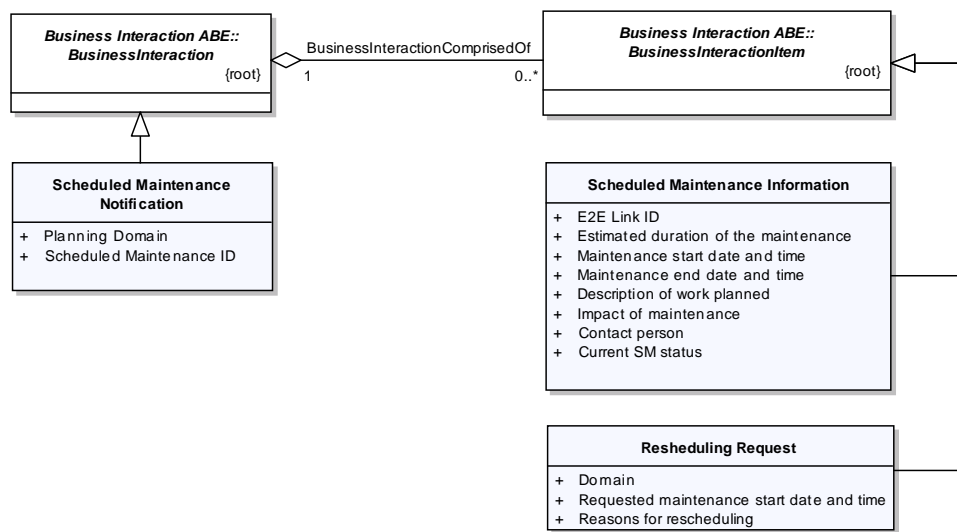 Business Interaction ABE::
BusinessInteraction
{root}
BusinessInteractionComprisedOf
1
0..*
Business Interaction ABE::
BusinessInteractionItem
{root}
Scheduled Maintenance
Notification
+ Planning Domain
+ Scheduled Maintenance ID
Scheduled Maintenance Information
+ E2E Link ID
+ Estimated duration of the maintenance
+ Maintenance start date and time
+ Maintenance end date and time
+ Description of work planned
+ Impact of maintenance
+ Contact person
+ Current SM status
Resheduling Request
+ Domain
+ Requested maintenance start date and time
+ Reasons for rescheduling